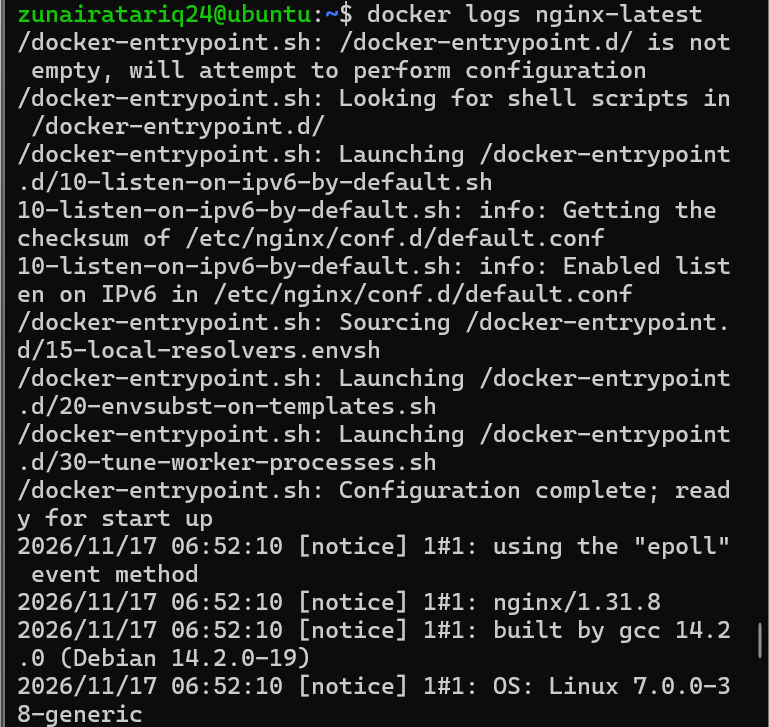 zunairatariq24@ubuntu:~$ docker logs nginx-latest
/docker-entrypoint.sh: /docker-entrypoint.d/ is not
 empty, will attempt to perform configuration
/docker-entrypoint.sh: Looking for shell scripts in
 /docker-entrypoint.d/
/docker-entrypoint.sh: Launching /docker-entrypoint
.d/10-listen-on-ipv6-by-default.sh
10-listen-on-ipv6-by-default.sh: info: Getting the
checksum of /etc/nginx/conf.d/default.conf
10-listen-on-ipv6-by-default.sh: info: Enabled list
en on IPv6 in /etc/nginx/conf.d/default.conf
/docker-entrypoint.sh: Sourcing /docker-entrypoint.
d/15-local-resolvers.envsh
/docker-entrypoint.sh: Launching /docker-entrypoint
.d/20-envsubst-on-templates.sh
/docker-entrypoint.sh: Launching /docker-entrypoint
.d/30-tune-worker-processes.sh
/docker-entrypoint.sh: Configuration complete; read
y for start up
2026/11/17 06:52:10 [notice] 1#1: using the "epoll"
 event method
2026/11/17 06:52:10 [notice] 1#1: nginx/1.31.8
2026/11/17 06:52:10 [notice] 1#1: built by gcc 14.2
.0 (Debian 14.2.0-19)
2026/11/17 06:52:10 [notice] 1#1: OS: Linux 7.0.0-3
8-generic